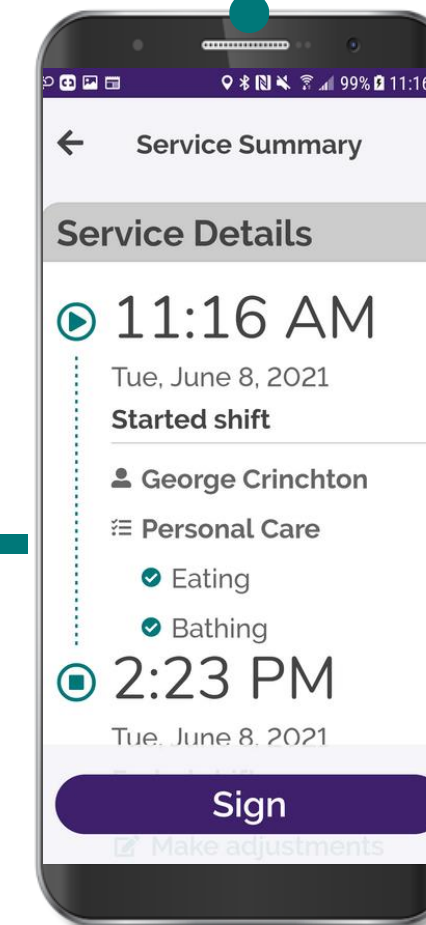 99% 11:16
Service Summary
Service Details
11:16 AM
Tue, June 8, 2021
Started shift
George Crinchton
Personal Care
Eating
Bathing
2:23 PM
Tue, June 8, 2021
Sign
Make adjustments